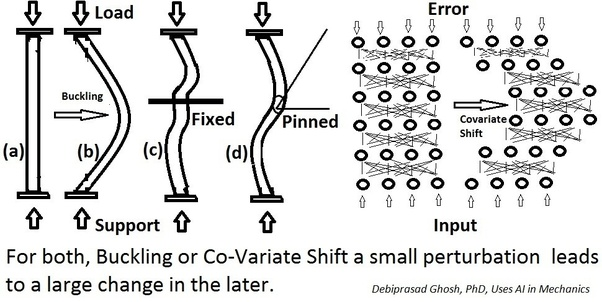 Load
Error
Buckling
Fixed
Pinned
Covariate
Shift
(a)
(b)
(c)
(d)
Support
Input
For both, Buckling or Co-Variate Shift a small perturbation leads
to a large change in the later.
Debiprasad Ghosh, PhD, Uses AI in Mechanics